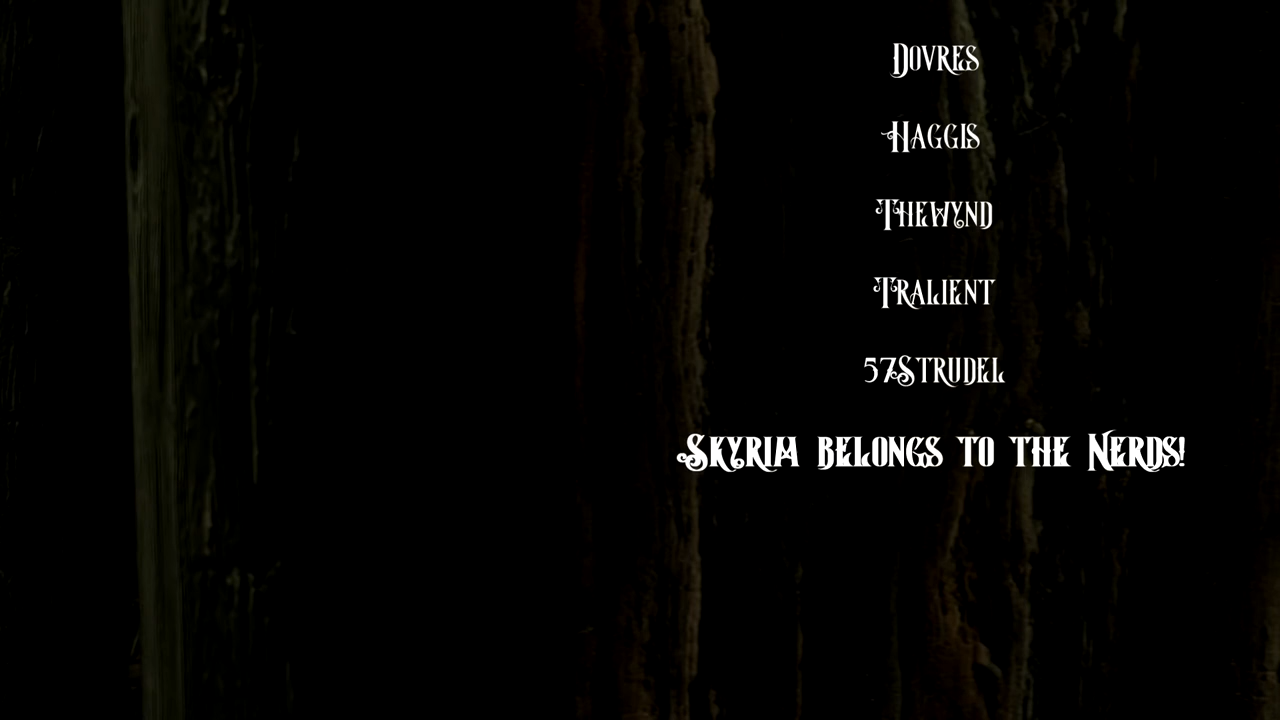 Dovres
Haggis
Thewynd
Tralient
57Strudel
Skyrim belongs to the Nerds!